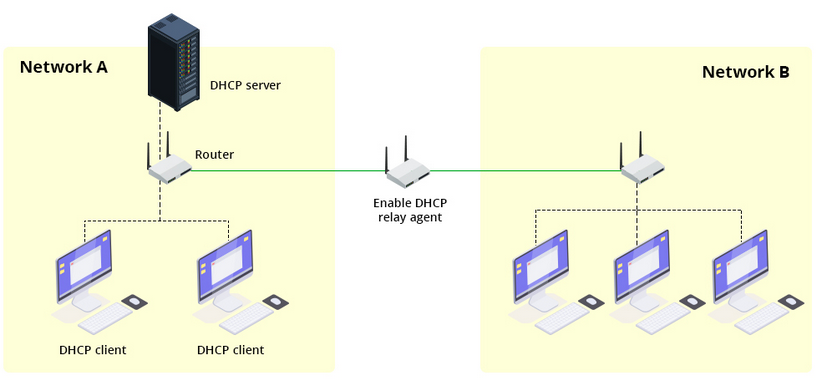 Network A
DHCP server
Network B
Router
Enable DHCP
relay agent
DHCP client
DHCP client